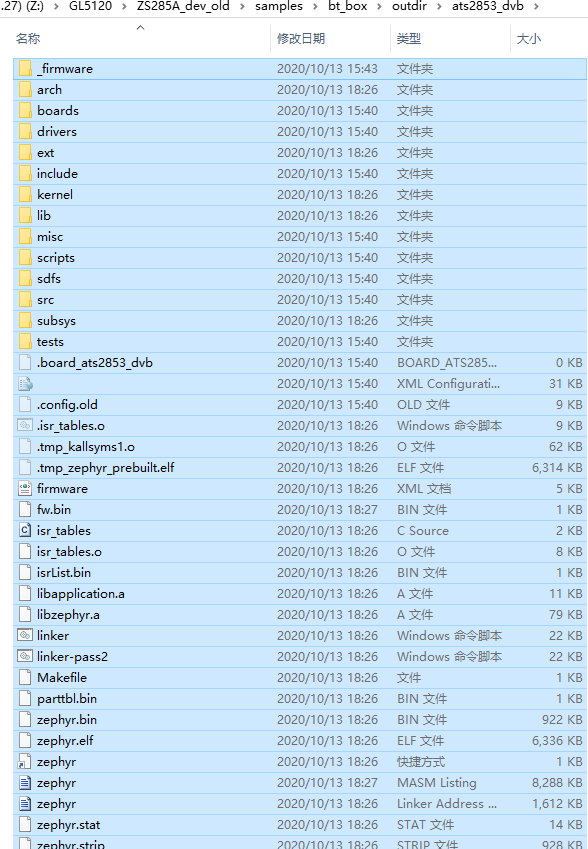 .27) (Z:) > GL5120 > ZS285A_dev_old > samples > bt_box > outdir > ats2853_dvb >
名称 修改日期 类型 大小
_firmware 2020/10/13 15:43 文件夹
arch 2020/10/13 18:26 文件夹
boards 2020/10/13 15:40 文件夹
drivers 2020/10/13 15:40 文件夹
ext 2020/10/13 18:26 文件夹
include 2020/10/13 15:40 文件夹
kernel 2020/10/13 18:26 文件夹
lib 2020/10/13 18:26 文件夹
misc 2020/10/13 15:40 文件夹
scripts 2020/10/13 15:40 文件夹
sdfs 2020/10/13 15:40 文件夹
src 2020/10/13 15:40 文件夹
subsys 2020/10/13 18:26 文件夹
tests 2020/10/13 15:40 文件夹
.board_ats2853_dvb 2020/10/13 15:40 BOARD_ATS285... 0 KB
2020/10/13 15:40 XML Configurati... 31 KB
.config.old 2020/10/13 15:40 OLD 文件 9 KB
.isr_tables.o 2020/10/13 18:26 Windows 命令脚本 9 KB
.tmp_kallsyms1.o 2020/10/13 18:26 O 文件 62 KB
.tmp_zephyr_prebuilt.elf 2020/10/13 18:26 ELF 文件 6,314 KB
firmware 2020/10/13 18:26 XML 文档 5 KB
fw.bin 2020/10/13 18:27 BIN 文件 1 KB
isr_tables 2020/10/13 18:26 C Source 2 KB
isr_tables.o 2020/10/13 18:26 O 文件 8 KB
isrList.bin 2020/10/13 18:26 BIN 文件 1 KB
libapplication.a 2020/10/13 18:26 A 文件 11 KB
libzephyr.a 2020/10/13 18:26 A 文件 79 KB
linker 2020/10/13 18:26 Windows 命令脚本 22 KB
linker-pass2 2020/10/13 18:26 Windows 命令脚本 22 KB
Makefile 2020/10/13 18:26 文件 1 KB
parttbl.bin 2020/10/13 18:26 BIN 文件 1 KB
zephyr.bin 2020/10/13 18:26 BIN 文件 922 KB
zephyr.elf 2020/10/13 18:26 ELF 文件 6,336 KB
zephyr 2020/10/13 18:26 快捷方式 1 KB
zephyr 2020/10/13 18:27 MASM Listing 8,288 KB
zephyr 2020/10/13 18:26 Linker Address ... 1,612 KB
zephyr.stat 2020/10/13 18:26 STAT 文件 14 KB
zephyr.strip 2020/10/13 18:26 STRIP 文件 928 KB